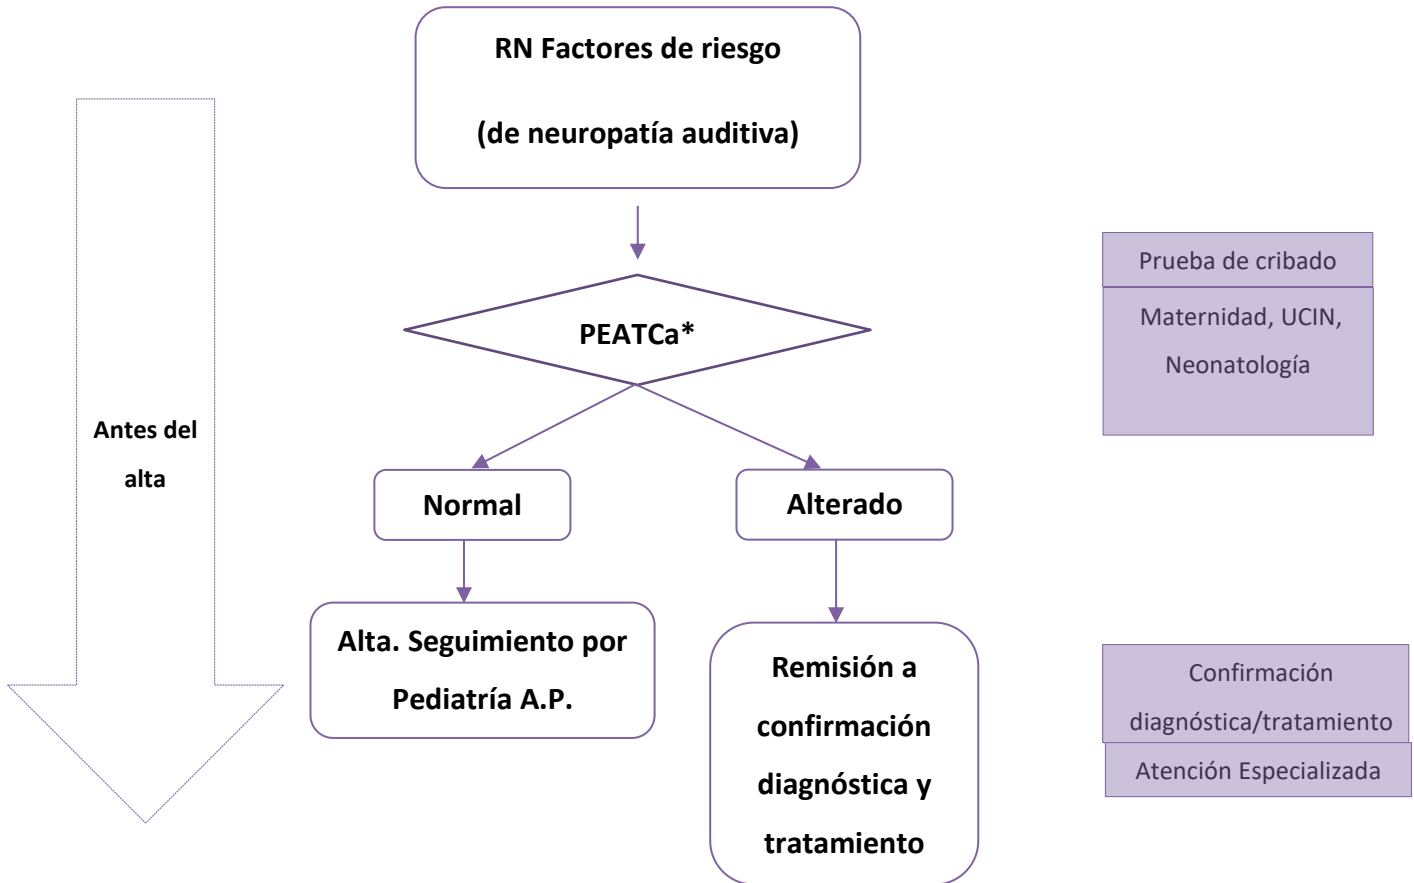 RN Factores de riesgo
(de neuropatía auditiva)
Prueba de cribado
PEATCa*
Maternidad, UCIN,
Neonatología
Antes del
alta
Normal
Alterado
Alta. Seguimiento por
Pediatría A.P.
Remisión a
confirmación
diagnóstica y
tratamiento
Confirmación
diagnóstica/tratamiento
Atención Especializada